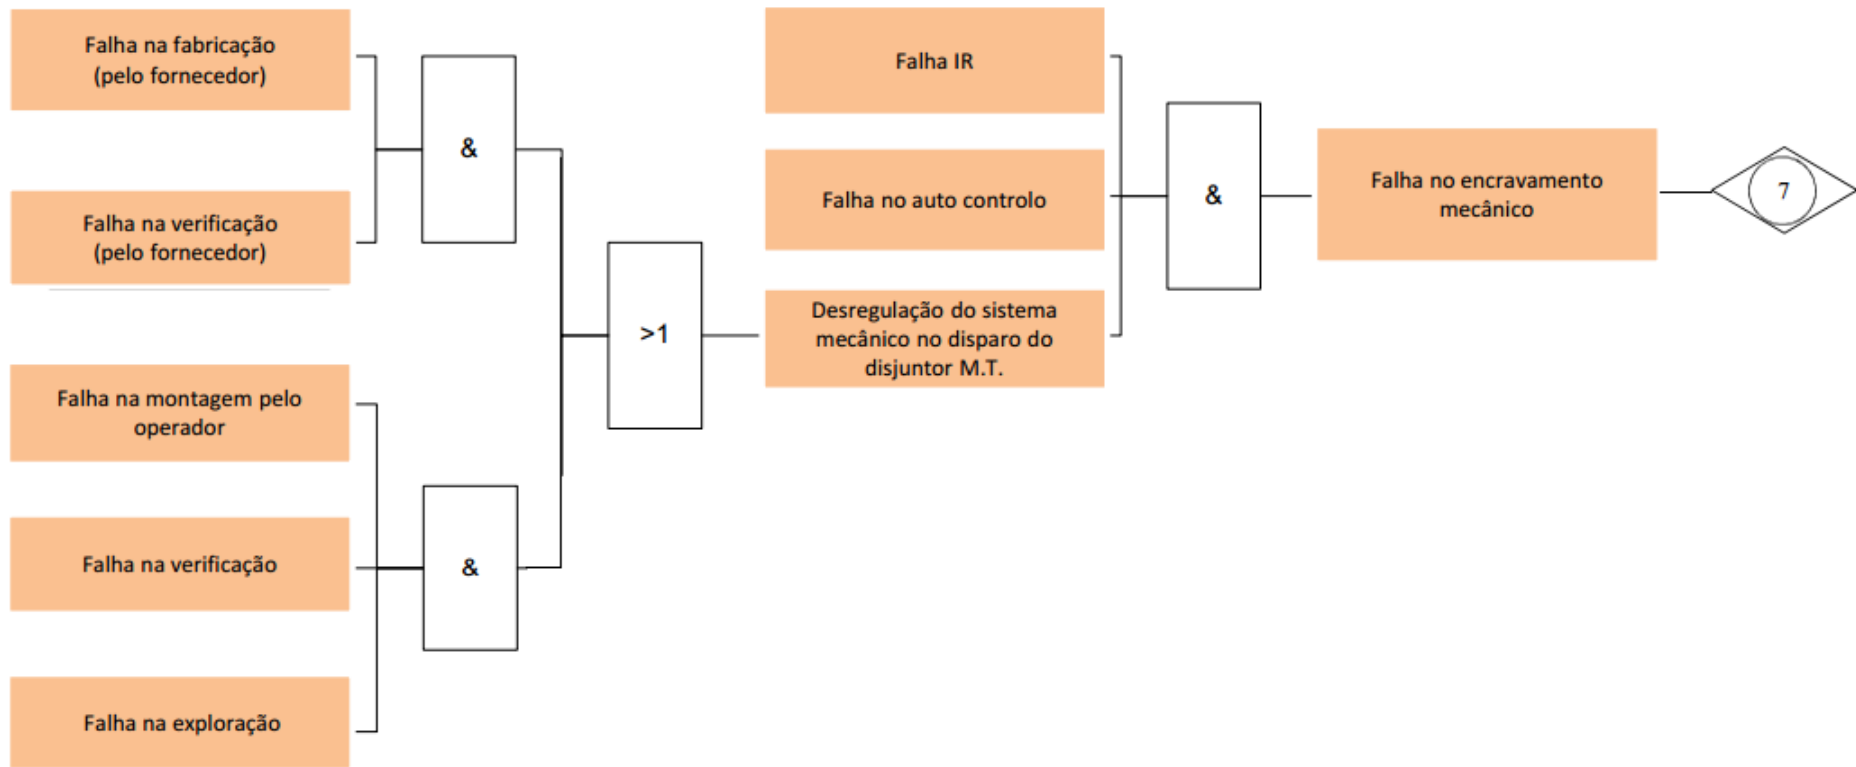 Falha na fabricação
(pelo fornecedor)
Falha na verificação
(pelo fornecedor)
&
Falha na montagem pelo
operador
Falha na verificação
Falha na exploração
&
>1
Falha IR
Falha no auto controlo
Desregulação do sistema
mecânico no disparo do
disjuntor M.T.
&
Falha no encravamento
mecânico
7